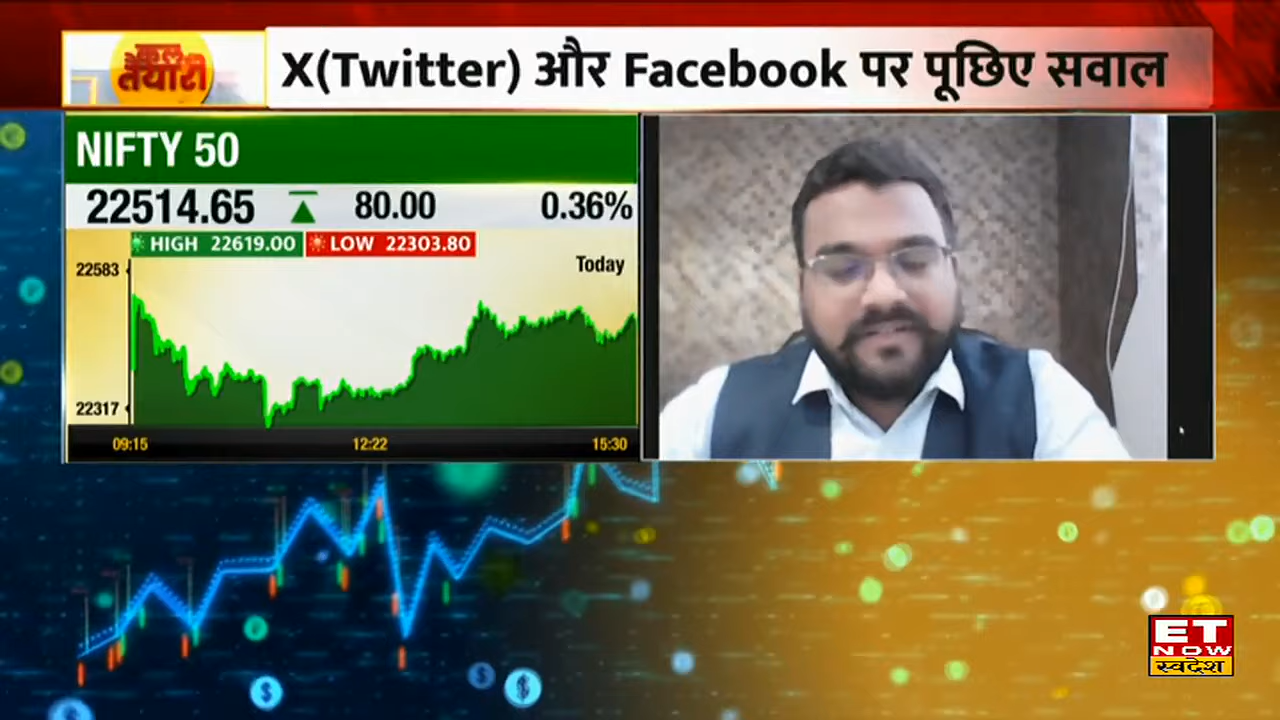 कल की तैयारी
X(Twitter) और Facebook पर पूछिए सवाल
NIFTY 50
22514.65 80.00 0.36%
HIGH 22619.00 LOW 22303.80
Today
22583
22317
09:15 12:22 15:30
ET
NOW
स्वदेश